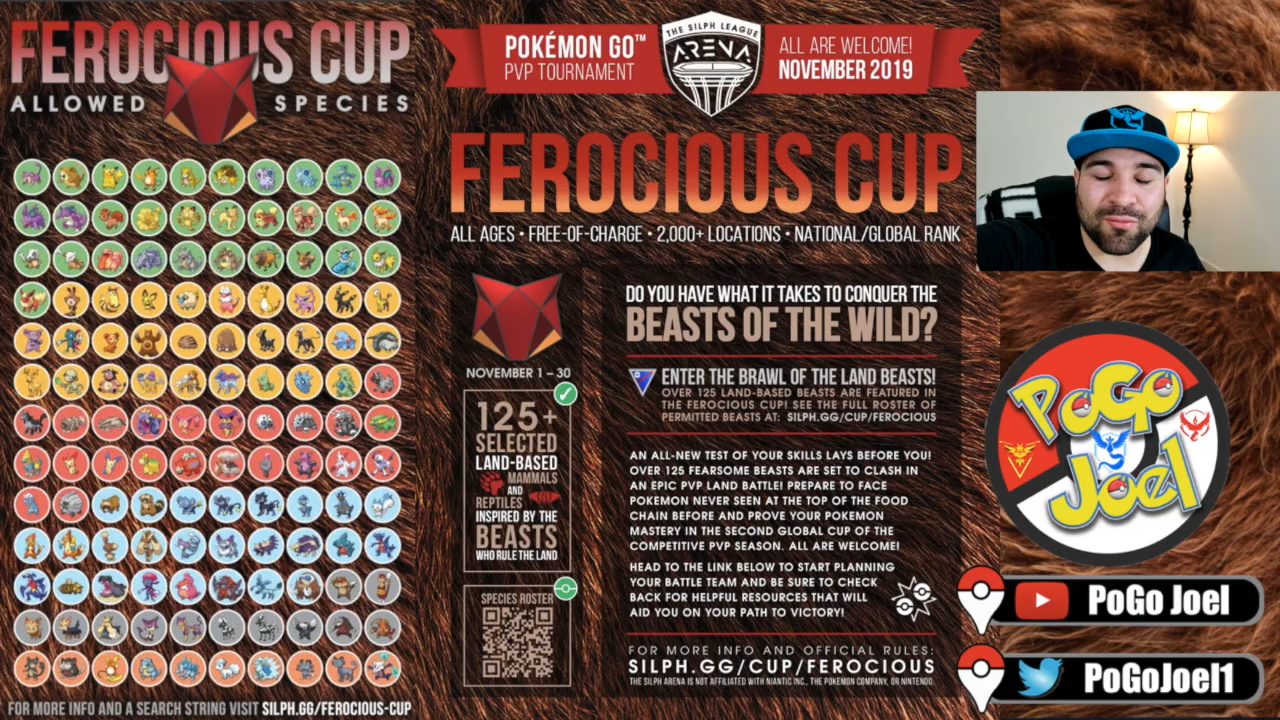 FEROCIOUS CUP
ALLOWED SPECIES
FOR MORE INFO AND A SEARCH STRING VISIT SILPH.GG/FEROCIOUS-CUP
POKÉMON GO™
PVP TOURNAMENT
THE SILPH LEAGUE
ARENA
ALL ARE WELCOME!
NOVEMBER 2019
FEROCIOUS CUP
ALL AGES • FREE-OF-CHARGE • 2,000+ LOCATIONS • NATIONAL/GLOBAL RANK
NOVEMBER 1 – 30
125+
SELECTED
LAND-BASED
MAMMALS
AND
REPTILES
INSPIRED BY THE
BEASTS
WHO RULE THE LAND
SPECIES ROSTER
DO YOU HAVE WHAT IT TAKES TO CONQUER THE
BEASTS OF THE WILD?
ENTER THE BRAWL OF THE LAND BEASTS!
OVER 125 LAND-BASED BEASTS ARE FEATURED IN
THE FEROCIOUS CUP! SEE THE FULL ROSTER OF
PERMITTED BEASTS AT: SILPH.GG/CUP/FEROCIOUS
AN ALL-NEW TEST OF YOUR SKILLS LAYS BEFORE YOU!
OVER 125 FEARSOME BEASTS ARE SET TO CLASH IN
AN EPIC PVP LAND BATTLE! PREPARE TO FACE
POKEMON NEVER SEEN AT THE TOP OF THE FOOD
CHAIN BEFORE AND PROVE YOUR POKEMON
MASTERY IN THE SECOND GLOBAL CUP OF THE
COMPETITIVE PVP SEASON. ALL ARE WELCOME!
HEAD TO THE LINK BELOW TO START PLANNING
YOUR BATTLE TEAM AND BE SURE TO CHECK
BACK FOR HELPFUL RESOURCES THAT WILL
AID YOU ON YOUR PATH TO VICTORY!
FOR MORE INFO AND OFFICIAL RULES:
SILPH.GG/CUP/FEROCIOUS
THE SILPH ARENA IS NOT AFFILIATED WITH NIANTIC INC., THE POKEMON COMPANY, OR NINTENDO.
PoGo
Joel
PoGo Joel
PoGoJoel1